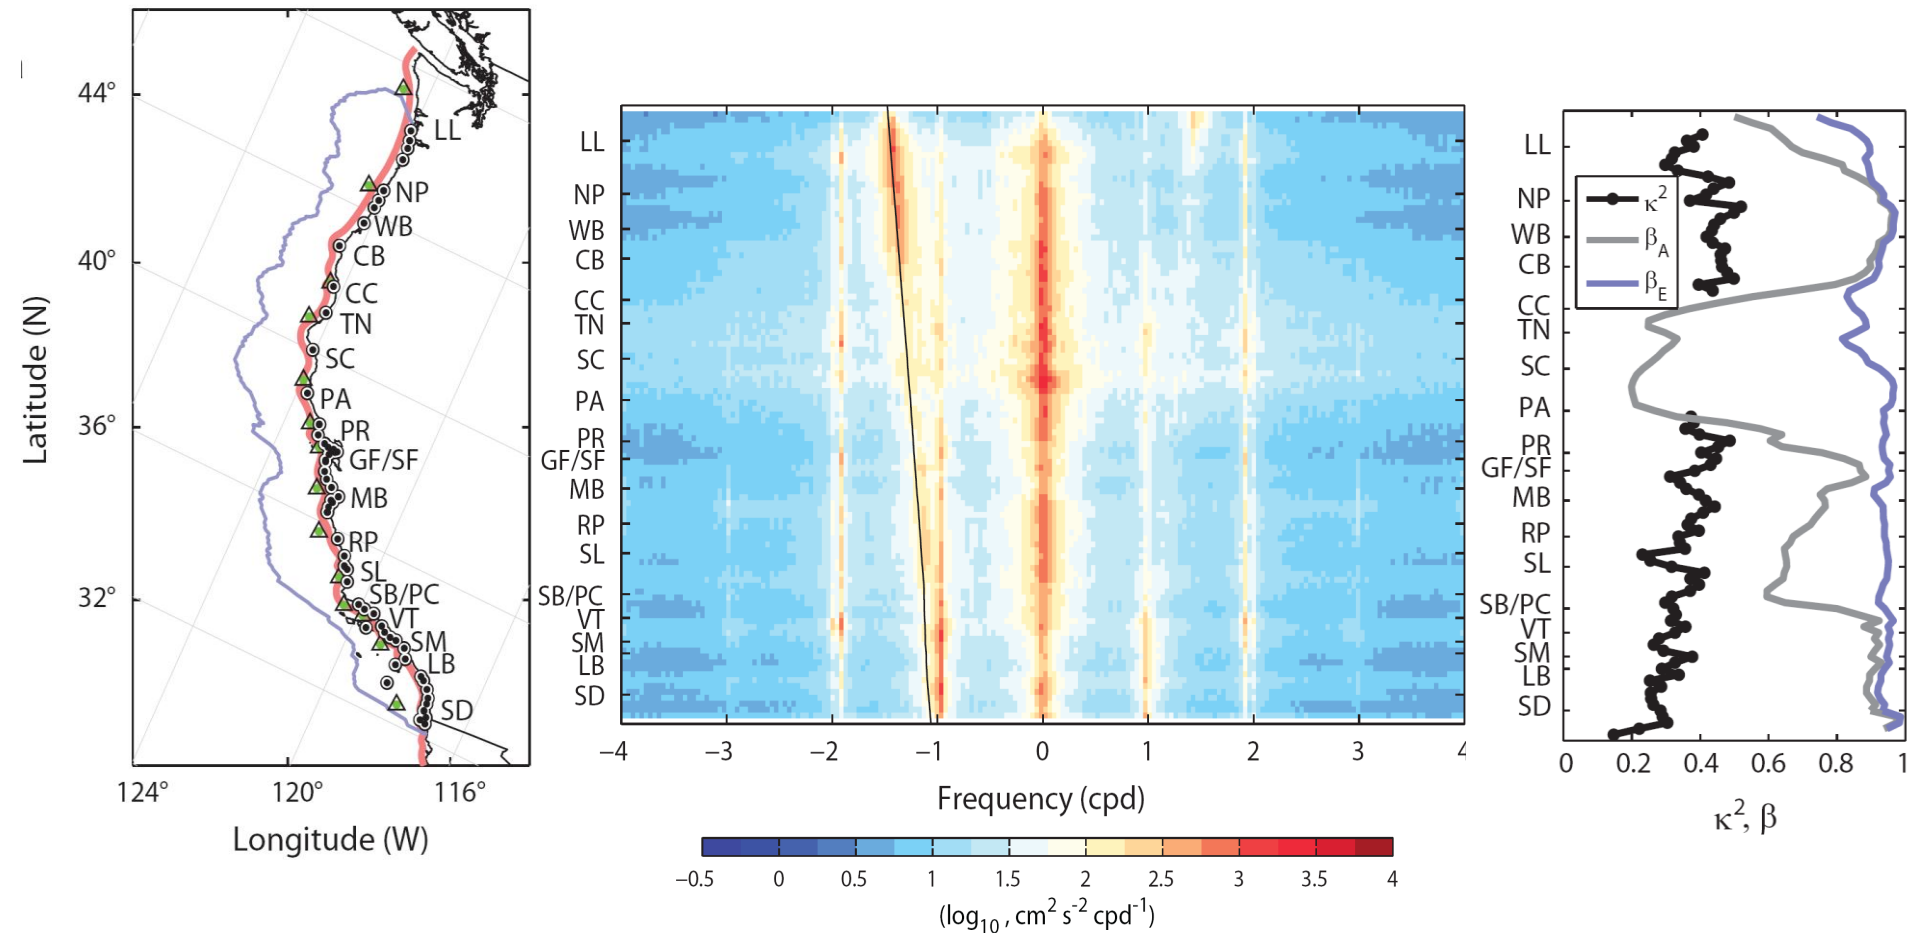 44°
40°
36°
32°
Latitude (N)
124°
120°
116°
Longitude (W)
LL
NP
WB
CB
CC
TN
SC
PA
PR
GF/SF
MB
RP
SL
SB/PC
VT
SM
LB
SD
LL
NP
WB
CB
CC
TN
SC
PA
PR
GF/SF
MB
RP
SL
SB/PC
VT
SM
LB
SD
−4 −3 −2 −1 0 1 2 3 4
Frequency (cpd)
−0.5 0 0.5 1 1.5 2 2.5 3 3.5 4
(log₁₀ , cm² s⁻² cpd⁻¹)
LL
NP
WB
CB
CC
TN
SC
PA
PR
GF/SF
MB
RP
SL
SB/PC
VT
SM
LB
SD
κ²
β_A
β_E
0 0.2 0.4 0.6 0.8 1
κ², β